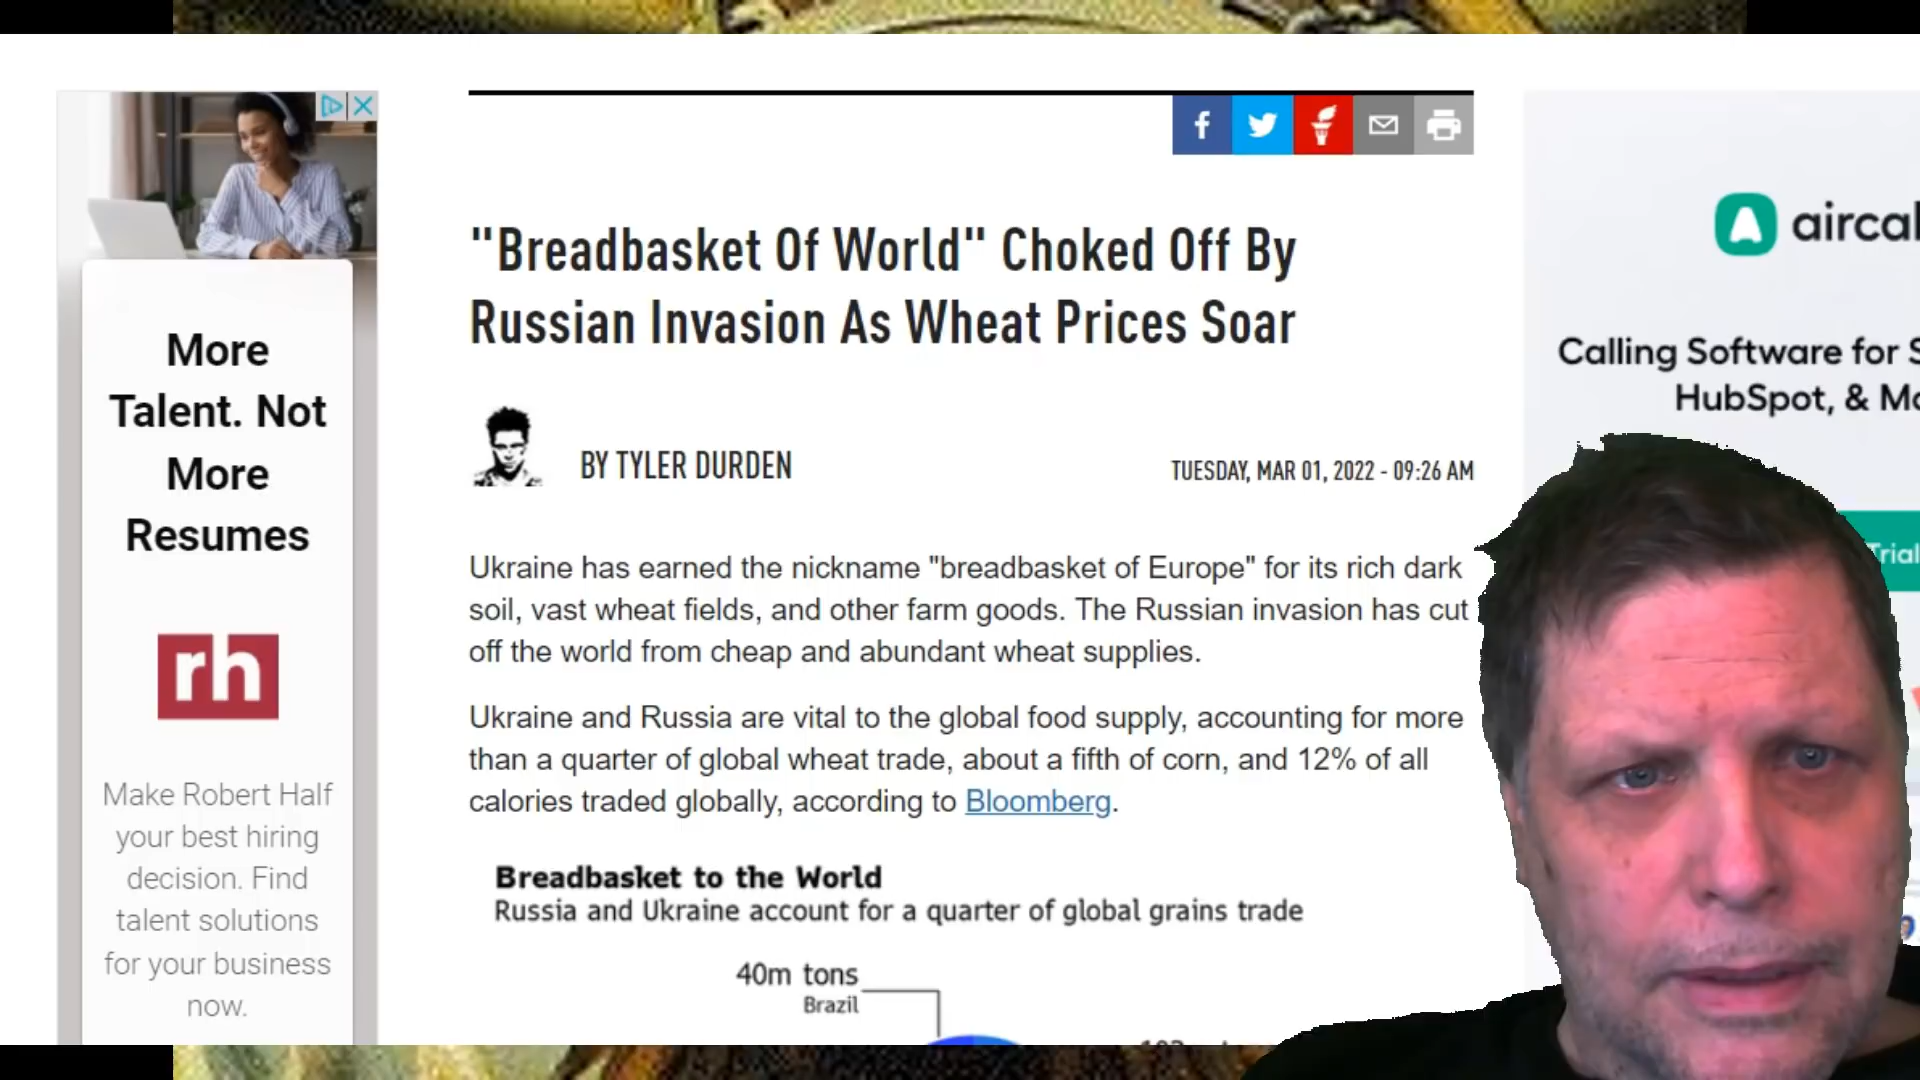 "Breadbasket Of World" Choked Off By
Russian Invasion As Wheat Prices Soar
BY TYLER DURDEN
TUESDAY, MAR 01, 2022 - 09:26 AM
Ukraine has earned the nickname "breadbasket of Europe" for its rich dark
soil, vast wheat fields, and other farm goods. The Russian invasion has cut
off the world from cheap and abundant wheat supplies.
Ukraine and Russia are vital to the global food supply, accounting for more
than a quarter of global wheat trade, about a fifth of corn, and 12% of all
calories traded globally, according to Bloomberg.
Breadbasket to the World
Russia and Ukraine account for a quarter of global grains trade
40m tons
Brazil
More
Talent. Not
More
Resumes
rh
Make Robert Half
your best hiring
decision. Find
talent solutions
for your business
now.
aircal
Calling Software for S
HubSpot, & Mo
Trial